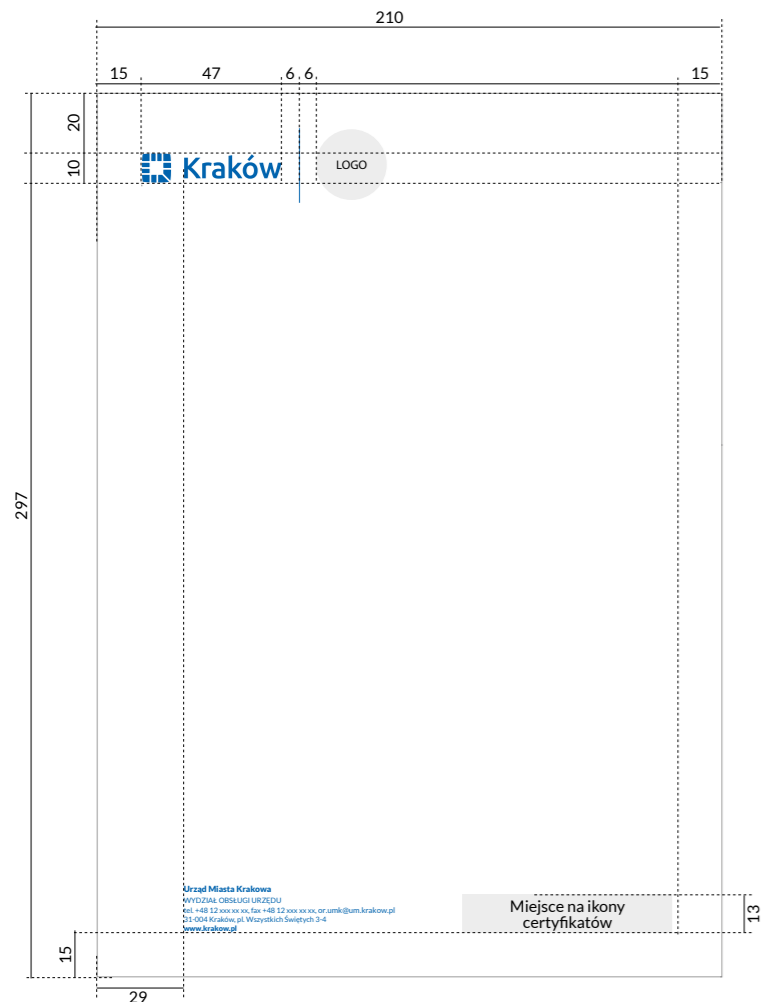 210
15 47 6 6 15
20
10
Kraków
LOGO
297
Urząd Miasta Krakowa
WYDZIAŁ OBSŁUGI URZĘDU
tel. +48 12 xxx xx xx, fax +48 12 xxx xx xx, or.umk@um.krakow.pl
31-004 Kraków, pl. Wszystkich Świętych 3-4
www.krakow.pl
Miejsce na ikony
certyfikatów
13
15
29